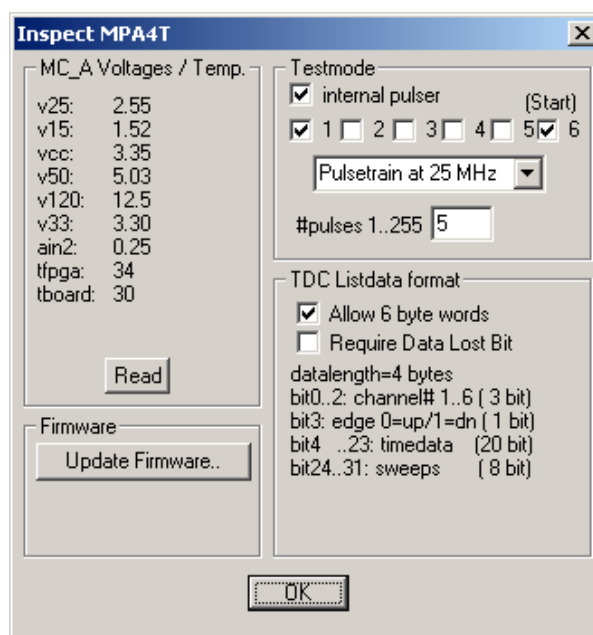 Inspect MPA4T
MC_A Voltages / Temp.
v25: 2.55
v15: 1.52
vcc: 3.35
v50: 5.03
v120: 12.5
v33: 3.30
ain2: 0.25
tfpga: 34
tboard: 30
Read
Firmware
Update Firmware..
Testmode
internal pulser
(Start)
1 2 3 4 5 6
Pulsetrain at 25 MHz
#pulses 1..255 5
TDC Listdata format
Allow 6 byte words
Require Data Lost Bit
datalength=4 bytes
bit0..2: channel# 1..6 ( 3 bit)
bit3: edge 0=up/1=dn ( 1 bit)
bit4 ..23: timedata (20 bit)
bit24..31: sweeps ( 8 bit)
OK